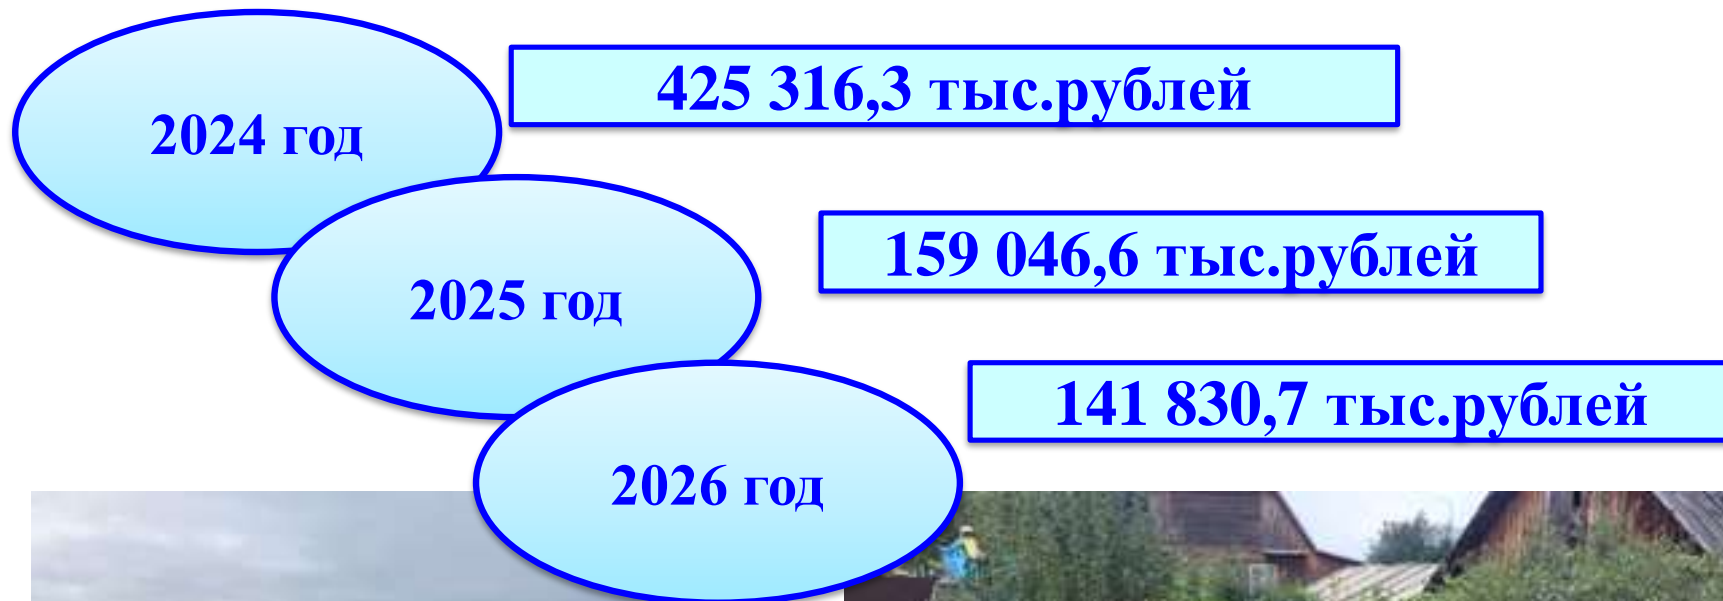 2024 год
425 316,3 тыс.рублей
2025 год
159 046,6 тыс.рублей
2026 год
141 830,7 тыс.рублей